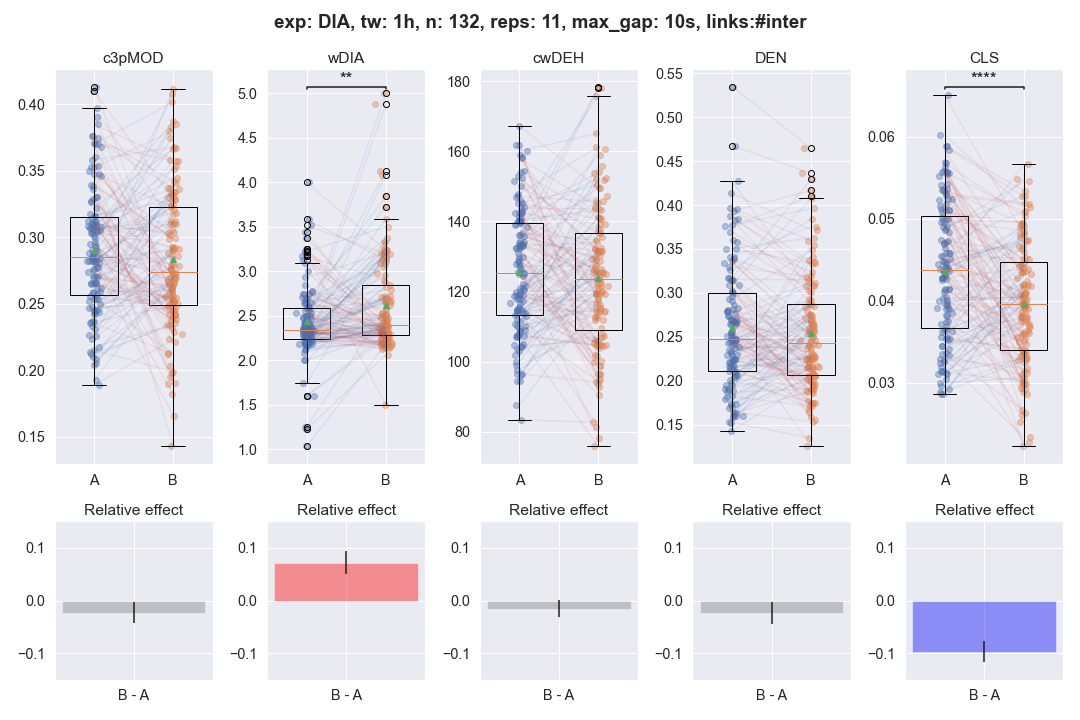 exp: DIA, tw: 1h, n: 132, reps: 11, max_gap: 10s, links:#inter
c3pMOD
wDIA
cwDEH
DEN
CLS
**
****
0.40
0.35
0.30
0.25
0.20
0.15
5.0
4.5
4.0
3.5
3.0
2.5
2.0
1.5
1.0
180
160
140
120
100
80
0.55
0.50
0.45
0.40
0.35
0.30
0.25
0.20
0.15
0.06
0.05
0.04
0.03
A B
A B
A B
A B
A B
Relative effect
Relative effect
Relative effect
Relative effect
Relative effect
0.1
0.0
−0.1
0.1
0.0
−0.1
0.1
0.0
−0.1
0.1
0.0
−0.1
0.1
0.0
−0.1
B - A
B - A
B - A
B - A
B - A